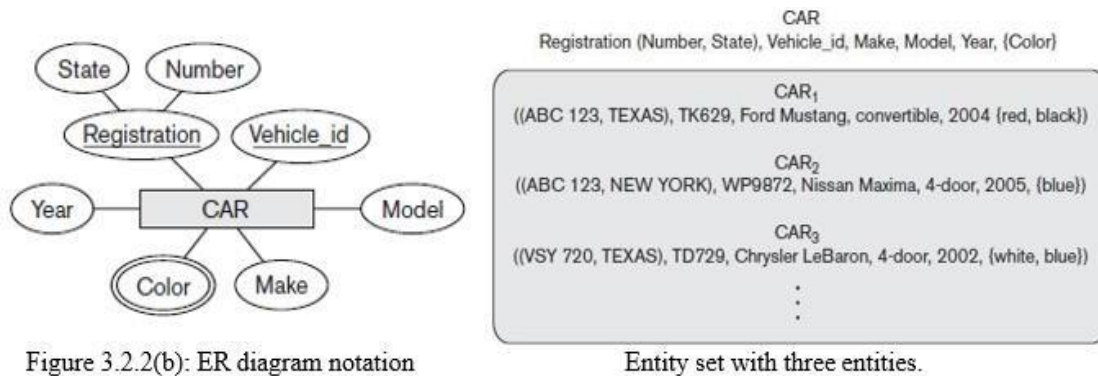 State
Number
Registration
Vehicle_id
Year
CAR
Model
Color
Make
Figure 3.2.2(b): ER diagram notation
CAR
Registration (Number, State), Vehicle_id, Make, Model, Year, {Color}
CAR1
((ABC 123, TEXAS), TK629, Ford Mustang, convertible, 2004 {red, black})
CAR2
((ABC 123, NEW YORK), WP9872, Nissan Maxima, 4-door, 2005, {blue})
CAR3
((VSY 720, TEXAS), TD729, Chrysler LeBaron, 4-door, 2002, {white, blue})
Entity set with three entities.